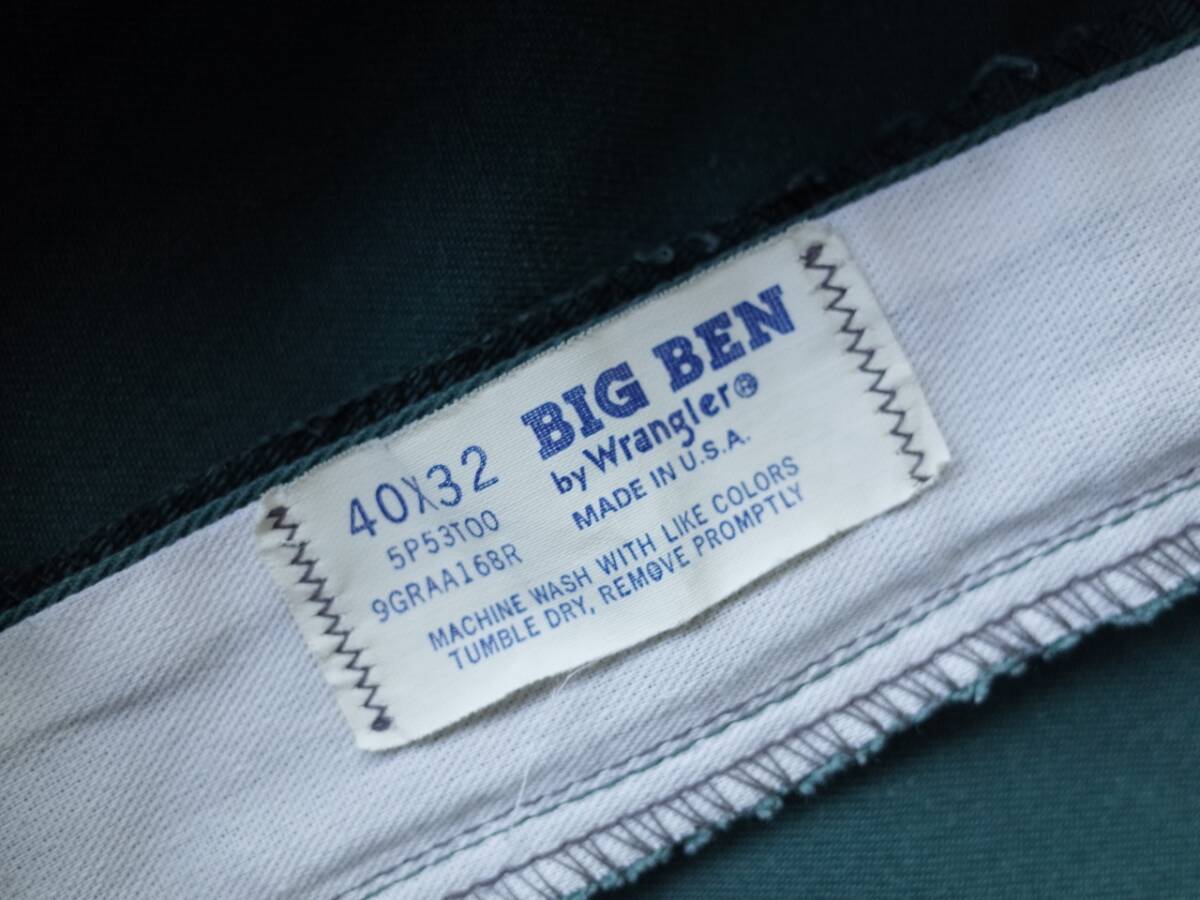 40X32
5P53T00
9GRAA168R
BIG BEN
by Wrangler®
MADE IN U.S.A.
MACHINE WASH WITH LIKE COLORS
TUMBLE DRY, REMOVE PROMPTLY